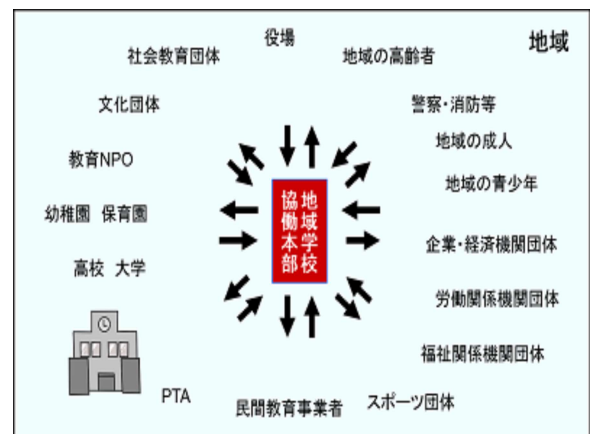 地域
役場
社会教育団体
地域の高齢者
文化団体
警察・消防等
地域の成人
教育NPO
地域の青少年
地域学校
協働本部
幼稚園 保育園
企業・経済機関団体
高校 大学
労働関係機関団体
福祉関係機関団体
PTA
民間教育事業者
スポーツ団体